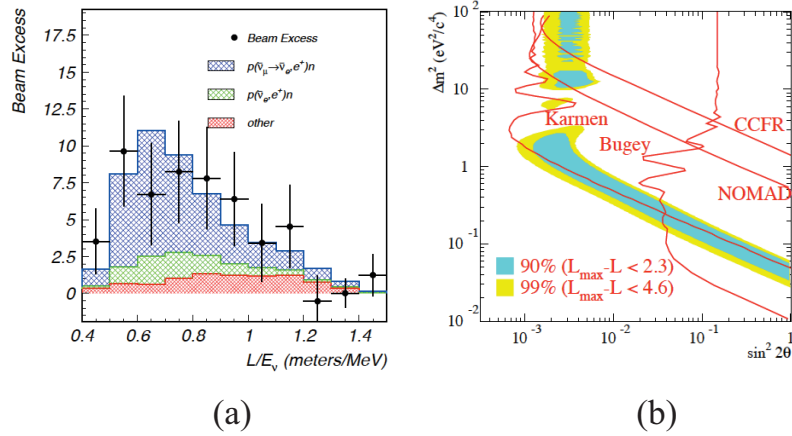 Beam Excess
17.5
15
12.5
10
7.5
5
2.5
0
Beam Excess
p(ν̄μ→ν̄e,e⁺)n
p(ν̄e,e⁺)n
other
0.4 0.6 0.8 1 1.2 1.4
L/Eν (meters/MeV)
(a)
Δm² (eV²/c⁴)
10²
10
1
10⁻¹
10⁻²
Karmen
Bugey
CCFR
NOMAD
90% (Lmax-L < 2.3)
99% (Lmax-L < 4.6)
10⁻³ 10⁻² 10⁻¹ 1
sin² 2θ
(b)